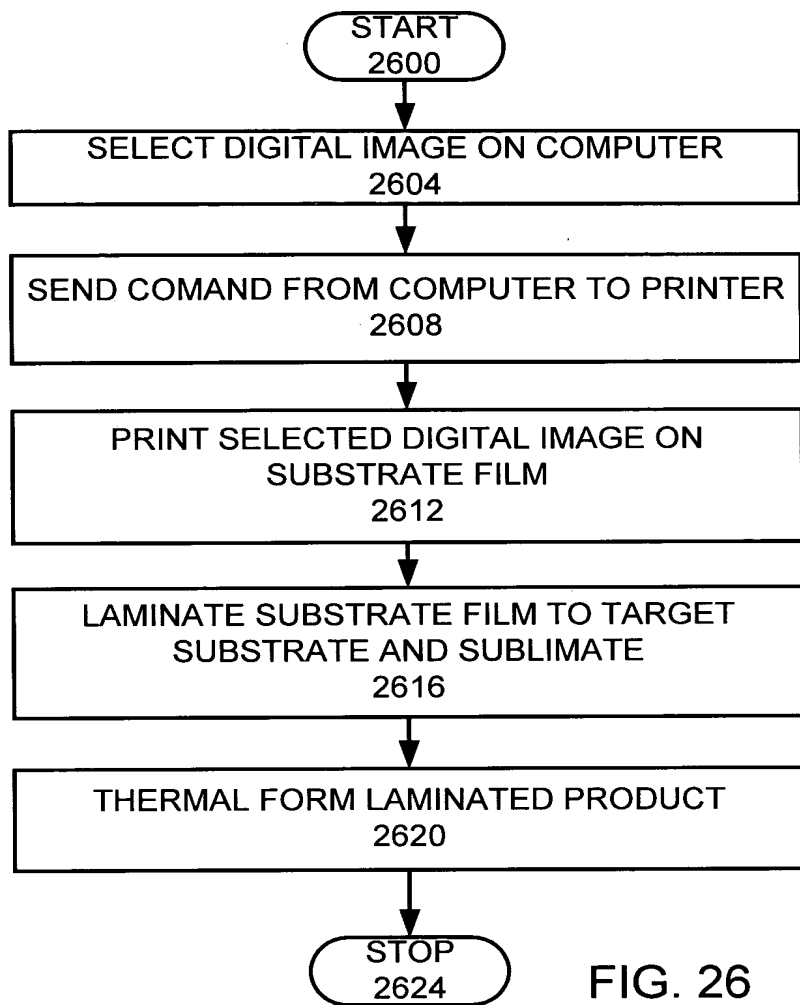 START
2600
SELECT DIGITAL IMAGE ON COMPUTER
2604
SEND COMAND FROM COMPUTER TO PRINTER
2608
PRINT SELECTED DIGITAL IMAGE ON
SUBSTRATE FILM
2612
LAMINATE SUBSTRATE FILM TO TARGET
SUBSTRATE AND SUBLIMATE
2616
THERMAL FORM LAMINATED PRODUCT
2620
STOP
2624
FIG. 26